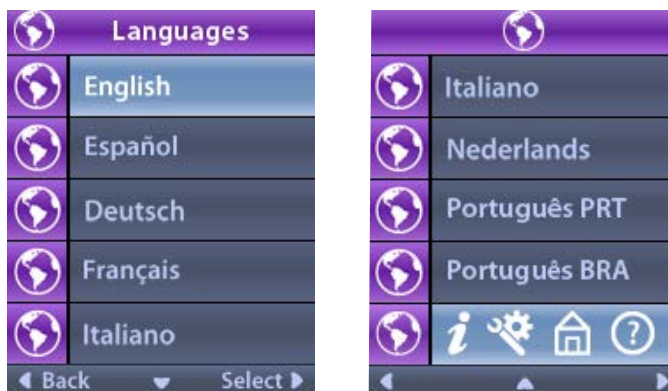 Languages
English
Español
Deutsch
Français
Italiano
Back Select
Italiano
Nederlands
Português PRT
Português BRA
i ?